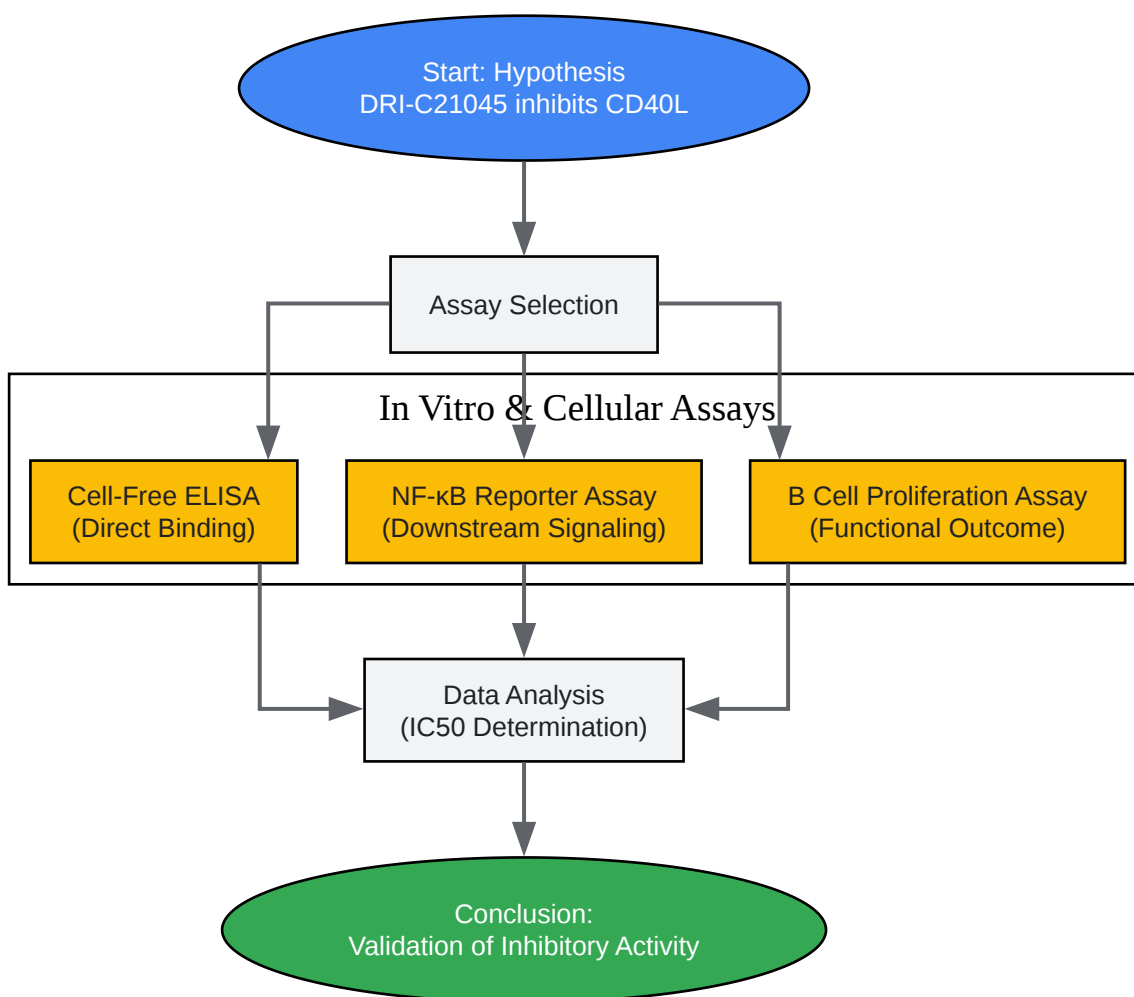 Start: Hypothesis
DRI-C21045 inhibits CD40L
Assay Selection
In Vitro & Cellular Assays
Cell-Free ELISA
(Direct Binding)
NF-κB Reporter Assay
(Downstream Signaling)
B Cell Proliferation Assay
(Functional Outcome)
Data Analysis
(IC50 Determination)
Conclusion:
Validation of Inhibitory Activity